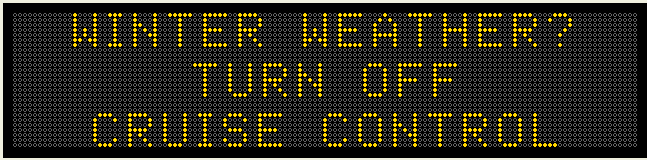 WINTER WEATHER?
TURN OFF
CRUISE CONTROL